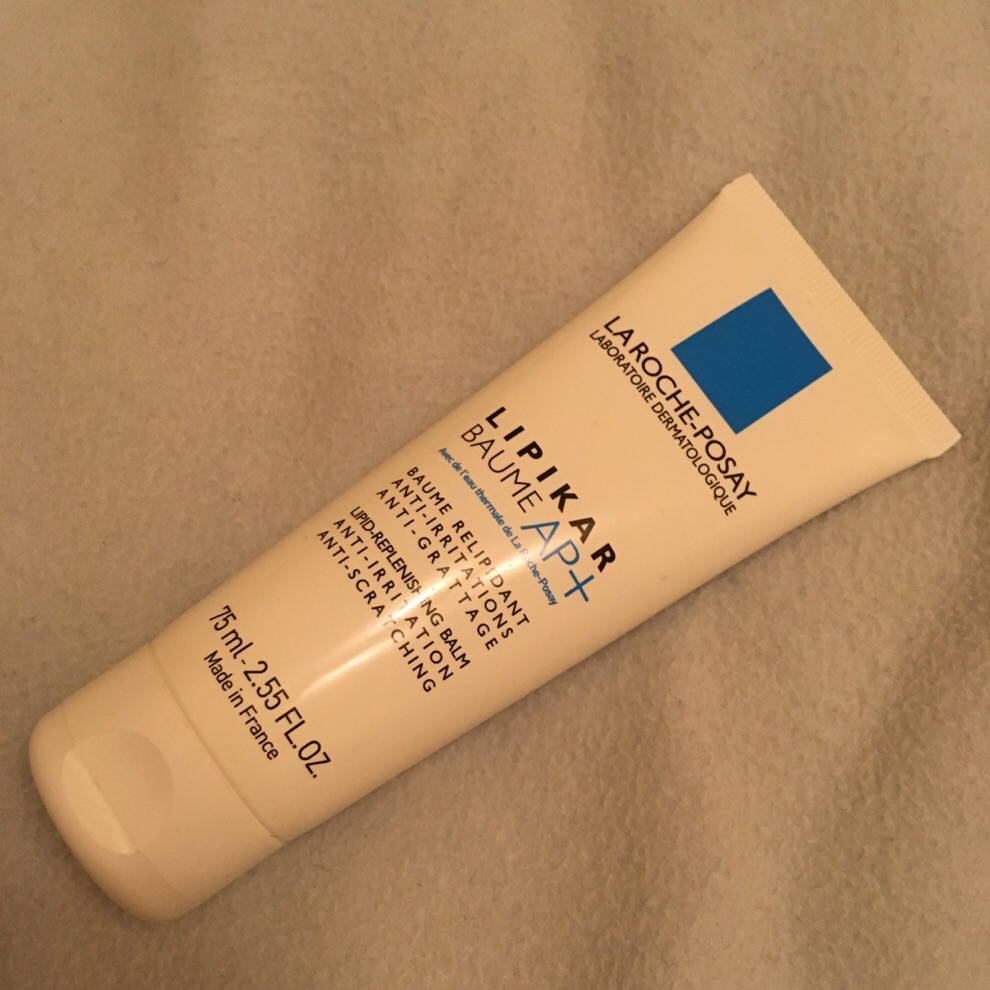 LA ROCHE-POSAY
LABORATOIRE DERMATOLOGIQUE
LIPIKAR
BAUME AP+
Avec de l'eau thermale de La Roche-Posay
BAUME RELIPIDANT
ANTI-IRRITATIONS
ANTI-GRATTAGE
LIPID-REPLENISHING BALM
ANTI-IRRITATION
ANTI-SCRATCHING
75 ml - 2.55 FL.OZ.
Made in France